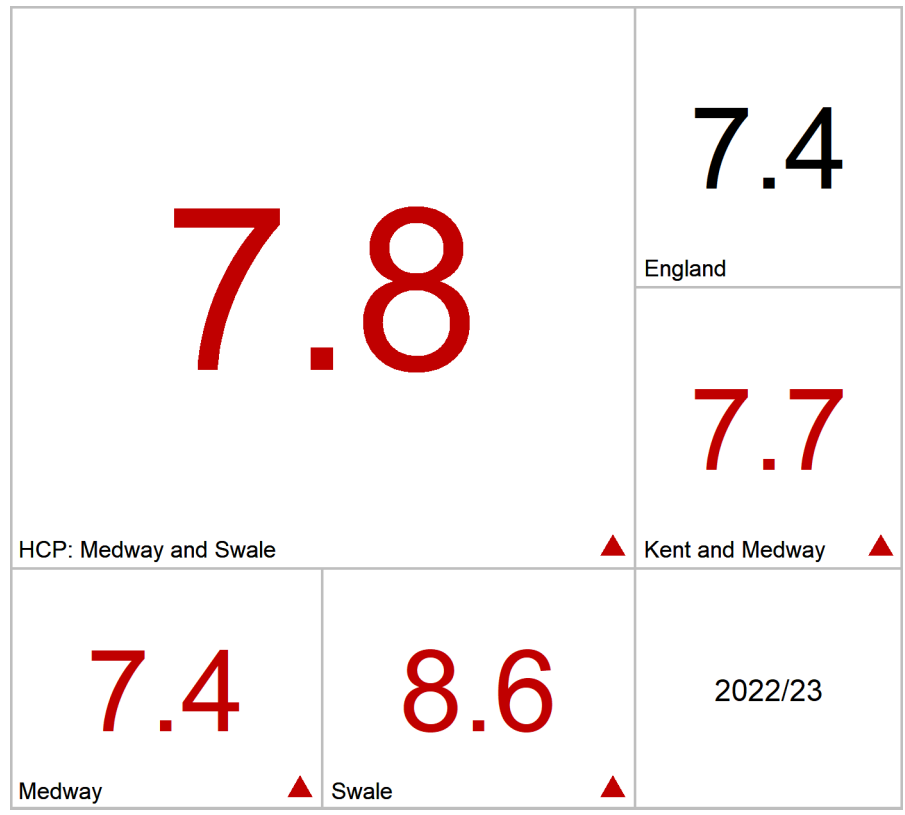 7.8
HCP: Medway and Swale
7.4
England
7.7
Kent and Medway
7.4
Medway
8.6
Swale
2022/23